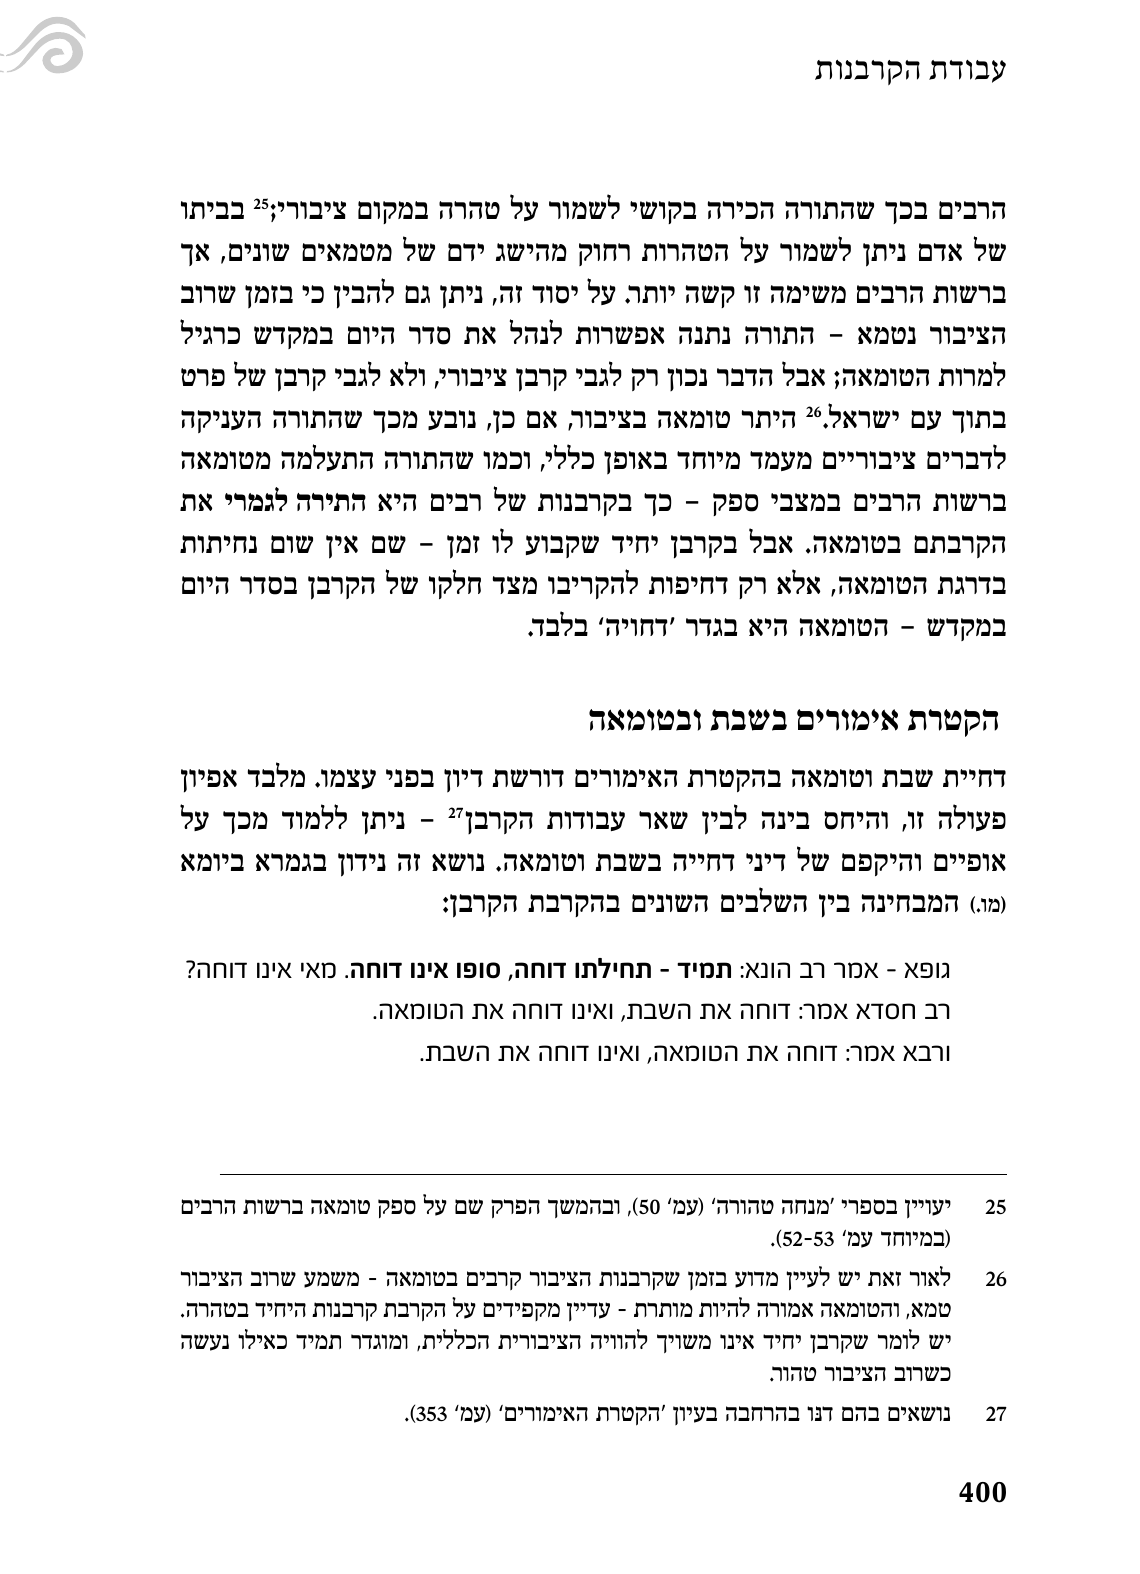 עבודת הקרבנות
הרבים בכך שהתורה הכירה בקושי לשמור על טהרה במקום ציבורי;25 בביתו
של אדם ניתן לשמור על הטהרות רחוק מהישג ידם של מטמאים שונים, אך
ברשות הרבים משימה זו קשה יותר. על יסוד זה, ניתן גם להבין כי בזמן שרוב
הציבור נטמא – התורה נתנה אפשרות לנהל את סדר היום במקדש כרגיל
למרות הטומאה; אבל הדבר נכון רק לגבי קרבן ציבורי, ולא לגבי קרבן של פרט
בתוך עם ישראל.26 היתר טומאה בציבור, אם כן, נובע מכך שהתורה העניקה
לדברים ציבוריים מעמד מיוחד באופן כללי, וכמו שהתורה התעלמה מטומאה
ברשות הרבים במצבי ספק – כך בקרבנות של רבים היא התירה לגמרי את
הקרבתם בטומאה. אבל בקרבן יחיד שקבוע לו זמן – שם אין שום נחיתות
בדרגת הטומאה, אלא רק דחיפות להקריבו מצד חלקו של הקרבן בסדר היום
במקדש – הטומאה היא בגדר ’דחויה‘ בלבד.
הקטרת אימורים בשבת ובטומאה
דחיית שבת וטומאה בהקטרת האימורים דורשת דיון בפני עצמו. מלבד אפיון
פעולה זו, והיחס בינה לבין שאר עבודות הקרבן27 – ניתן ללמוד מכך על
אופיים והיקפם של דיני דחייה בשבת וטומאה. נושא זה נידון בגמרא ביומא
(מו.) המבחינה בין השלבים השונים בהקרבת הקרבן:
גופא - אמר רב הונא: תמיד - תחילתו דוחה, סופו אינו דוחה. מאי אינו דוחה?
רב חסדא אמר: דוחה את השבת, ואינו דוחה את הטומאה.
ורבא אמר: דוחה את הטומאה, ואינו דוחה את השבת.
25 יעויין בספרי ’מנחה טהורה‘ (עמ‘ 50), ובהמשך הפרק שם על ספק טומאה ברשות הרבים
(במיוחד עמ‘ 52-53).
26 לאור זאת יש לעיין מדוע בזמן שקרבנות הציבור קרבים בטומאה - משמע שרוב הציבור
טמא, והטומאה אמורה להיות מותרת - עדיין מקפידים על הקרבת קרבנות היחיד בטהרה.
יש לומר שקרבן יחיד אינו משויך להוויה הציבורית הכללית, ומוגדר תמיד כאילו נעשה
כשרוב הציבור טהור.
27 נושאים בהם דנו בהרחבה בעיון ’הקטרת האימורים‘ (עמ‘ 353).
400